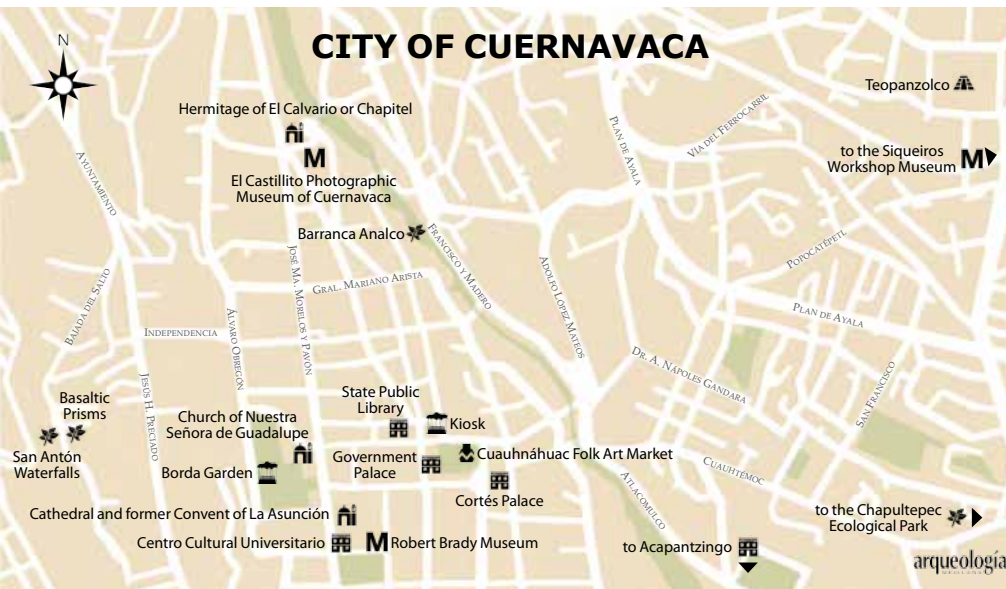 CITY OF CUERNAVACA
N
Teopanzolco
Hermitage of El Calvario or Chapitel
PLAN DE AYALA
VIA DEL FERROCARRIL
to the Siqueiros
Workshop Museum
M
M
AYUNTAMIENTO
El Castillito Photographic
Museum of Cuernavaca
Barranca Analco
FRANCISCO Y MADERO
JOSÉ MA. MORELOS Y PAVÓN
POPOCATÉPETL
ADOLFO LÓPEZ MATEOS
GRAL. MARIANO ARISTA
BAJADA DEL SALTO
ÁLVARO OBREGÓN
PLAN DE AYALA
INDEPENDENCIA
DR. A. NÁPOLES GANDARA
SAN FRANCISCO
JESÚS H. PRECIADO
Basaltic
Prisms
State Public
Library
Church of Nuestra
Señora de Guadalupe
Kiosk
San Antón
Waterfalls
Government
Palace
Cuauhnáhuac Folk Art Market
Borda Garden
CUAUHTÉMOC
ATLACOMULCO
Cortés Palace
Cathedral and former Convent of La Asunción
to the Chapultepec
Ecological Park
Centro Cultural Universitario
M
Robert Brady Museum
to Acapantzingo
arqueología